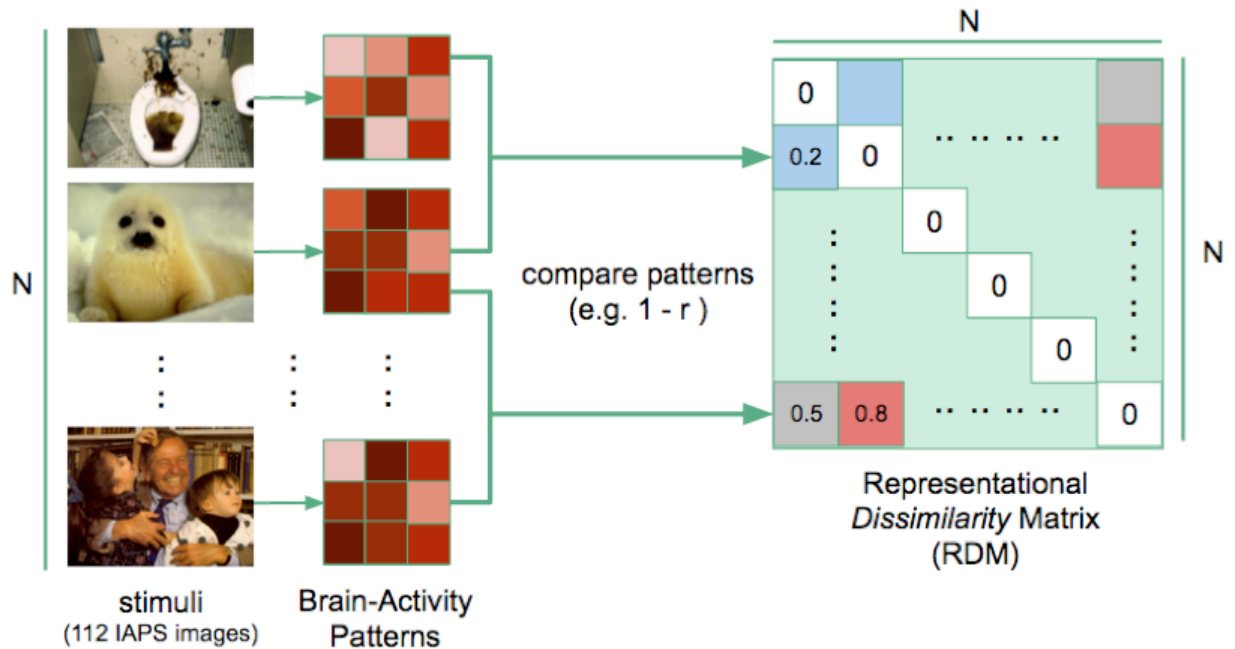 N
N
0
0.2
0
.. .. .. ..
0
0
0
0.5
0.8
.. .. .. ..
0
N
compare patterns
(e.g. 1 - r )
N
stimuli
(112 IAPS images)
Brain-Activity
Patterns
Representational
Dissimilarity Matrix
(RDM)